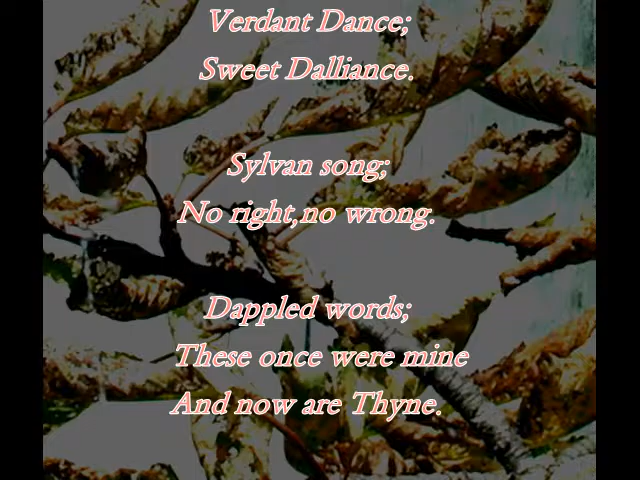 Verdant Dance;
Sweet Dalliance.
Sylvan song;
No right,no wrong.
Dappled words;
These once were mine
And now are Thyne.